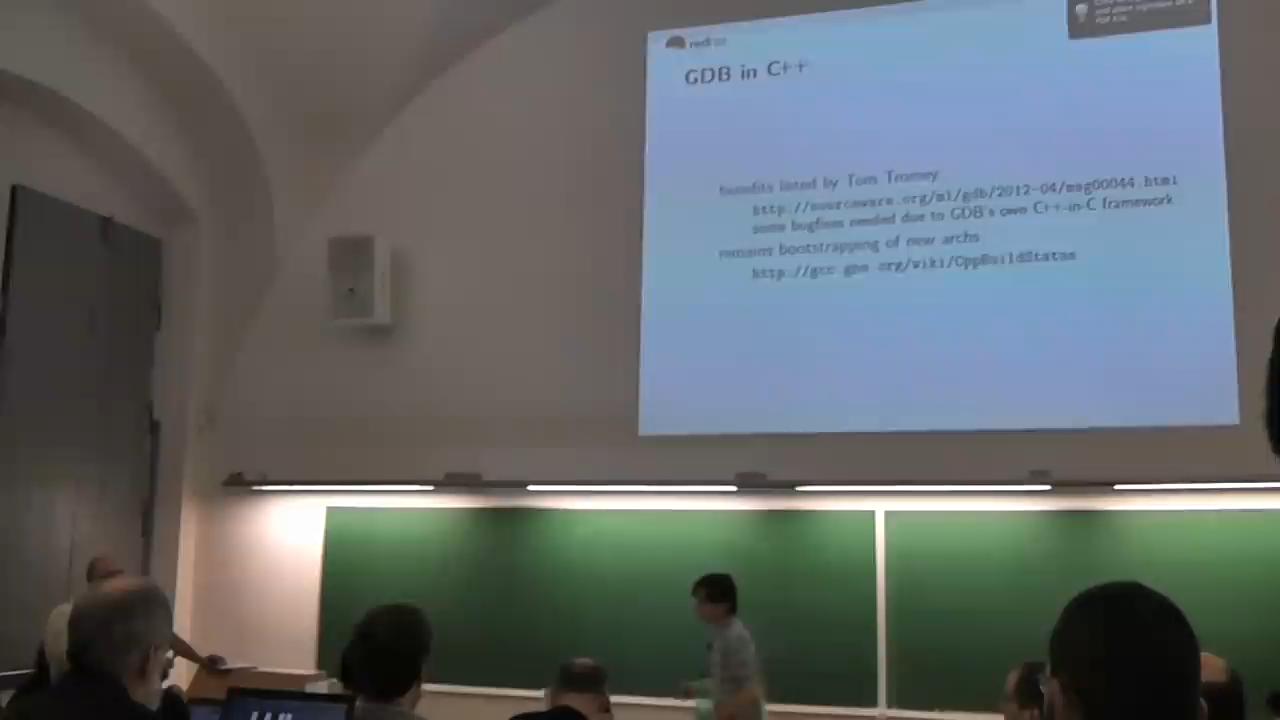 redhat
GDB in C++
benefits listed by Tom Tromey
http://sourceware.org/ml/gdb/2012-04/msg00044.html
some bugfixes needed due to GDB's own C++-in-C framework
remains bootstrapping of new archs
http://gcc.gnu.org/wiki/CppBuildStatus